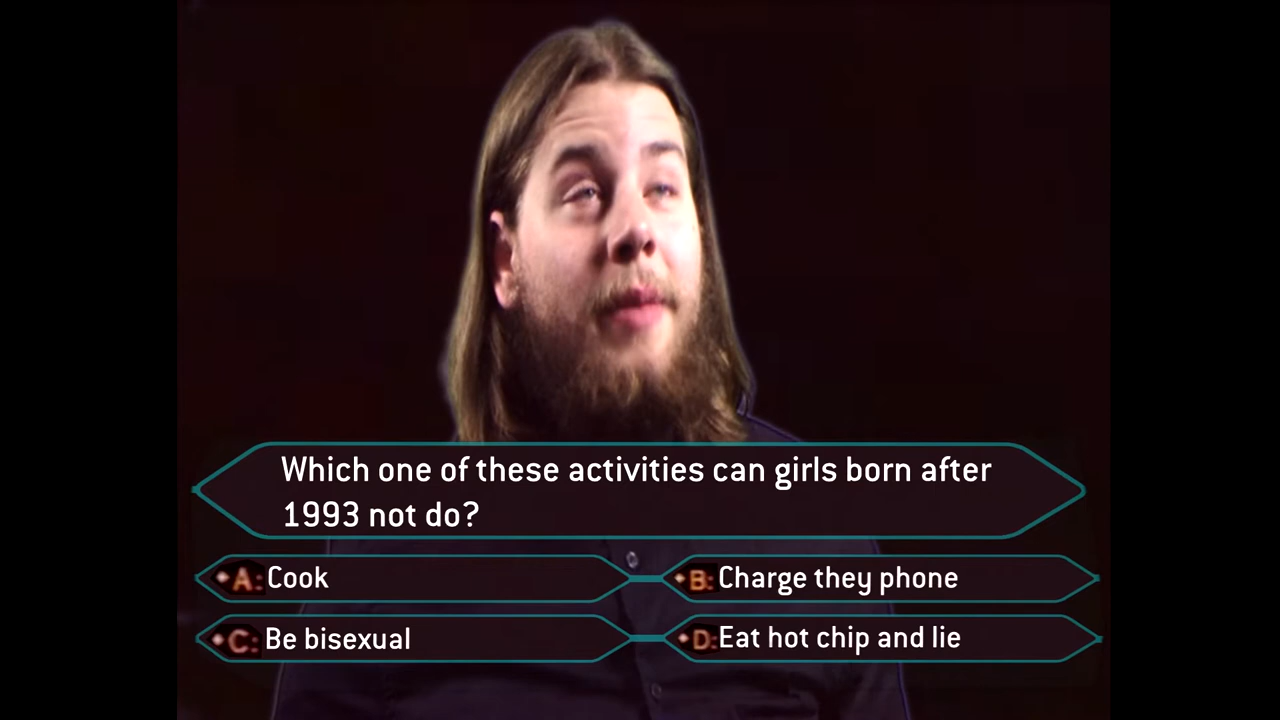 Which one of these activities can girls born after
1993 not do?
A: Cook
B: Charge they phone
C: Be bisexual
D: Eat hot chip and lie